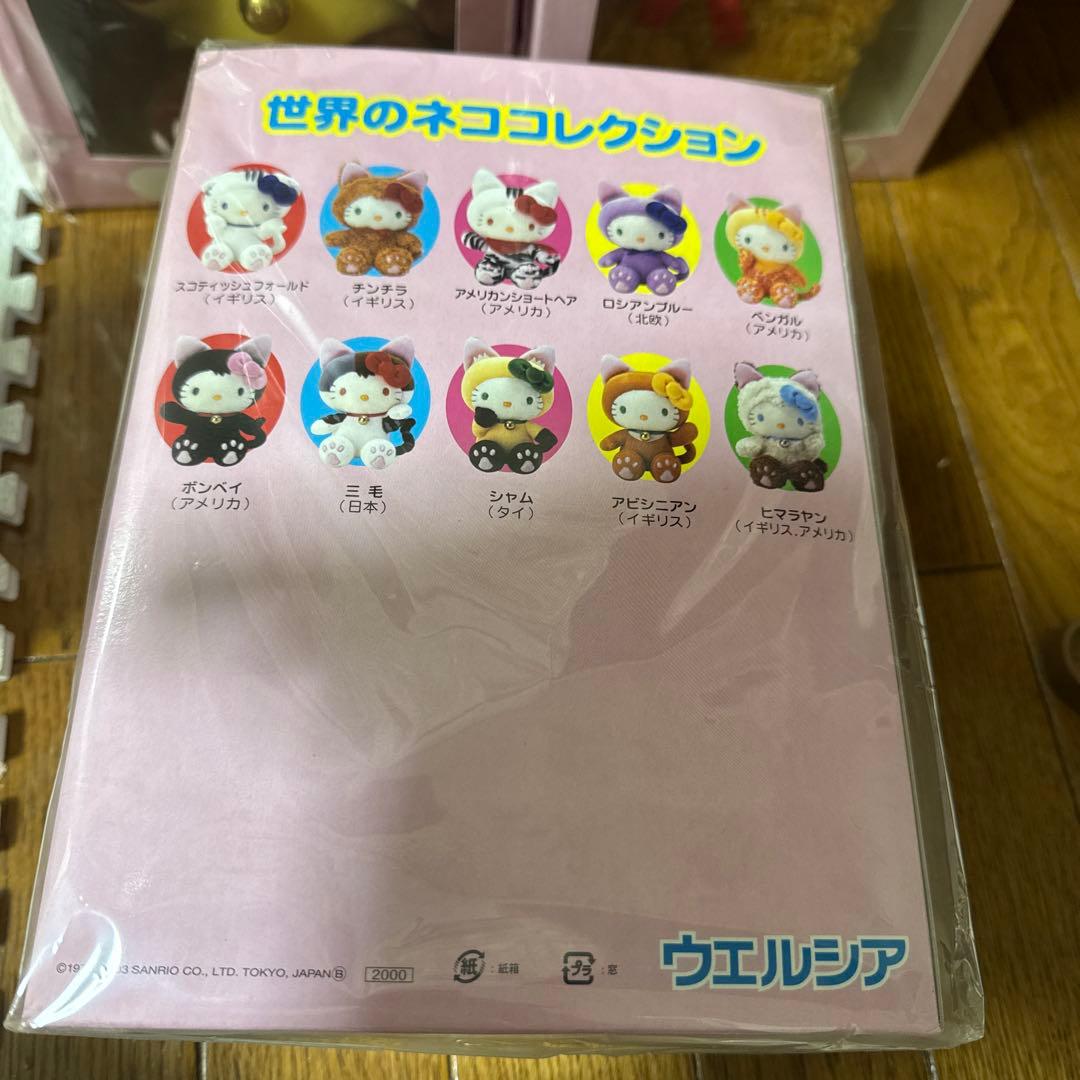 世界のネココレクション
スコティッシュフォールド
(イギリス)
チンチラ
(イギリス)
アメリカンショートヘア
(アメリカ)
ロシアンブルー
(北欧)
ベンガル
(アメリカ)
ボンベイ
(アメリカ)
三毛
(日本)
シャム
(タイ)
アビシニアン
(イギリス)
ヒマラヤン
(イギリス.アメリカ)
SANRIO CO., LTD. TOKYO, JAPAN Ⓑ
2000
紙 : 紙箱
プラ : 窓
ウエルシア